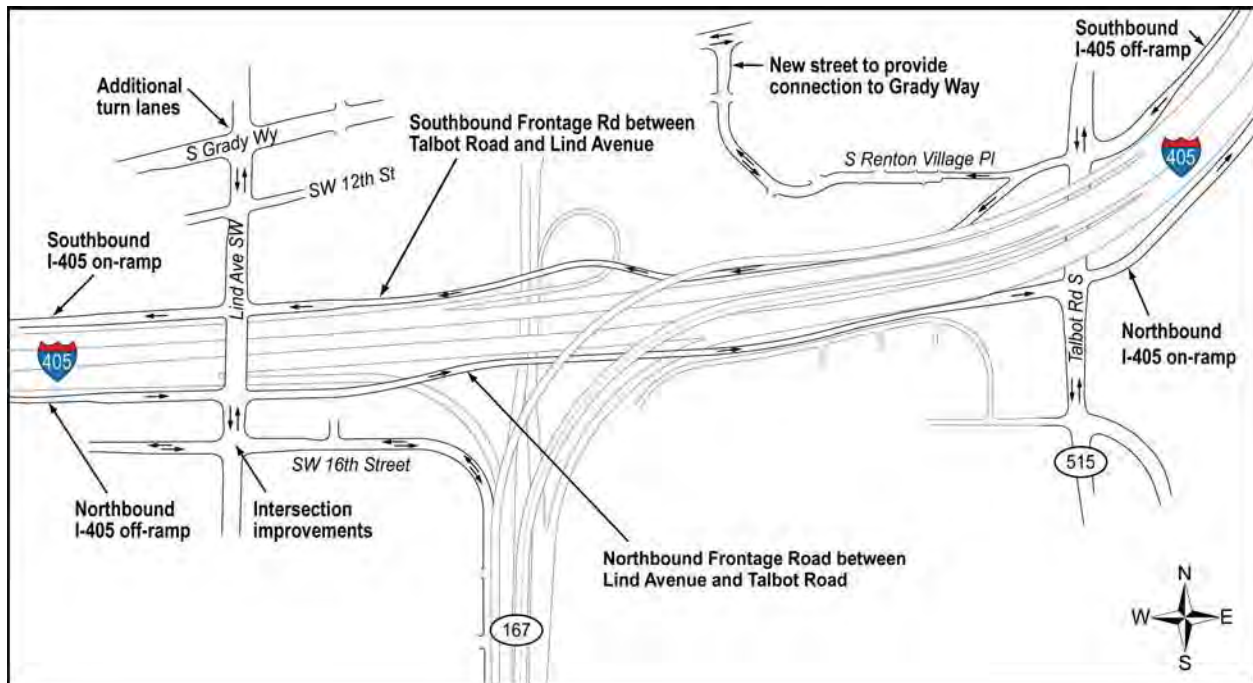 Southbound
I-405 off-ramp
New street to provide
connection to Grady Way
Additional
turn lanes
S Grady Wy
Southbound Frontage Rd between
Talbot Road and Lind Avenue
S Renton Village Pl
405
SW 12th St
Southbound
I-405 on-ramp
Lind Ave SW
Talbot Rd S
Northbound
I-405 on-ramp
405
SW 16th Street
515
Northbound
I-405 off-ramp
Intersection
improvements
Northbound Frontage Road between
Lind Avenue and Talbot Road
167
N
W
E
S